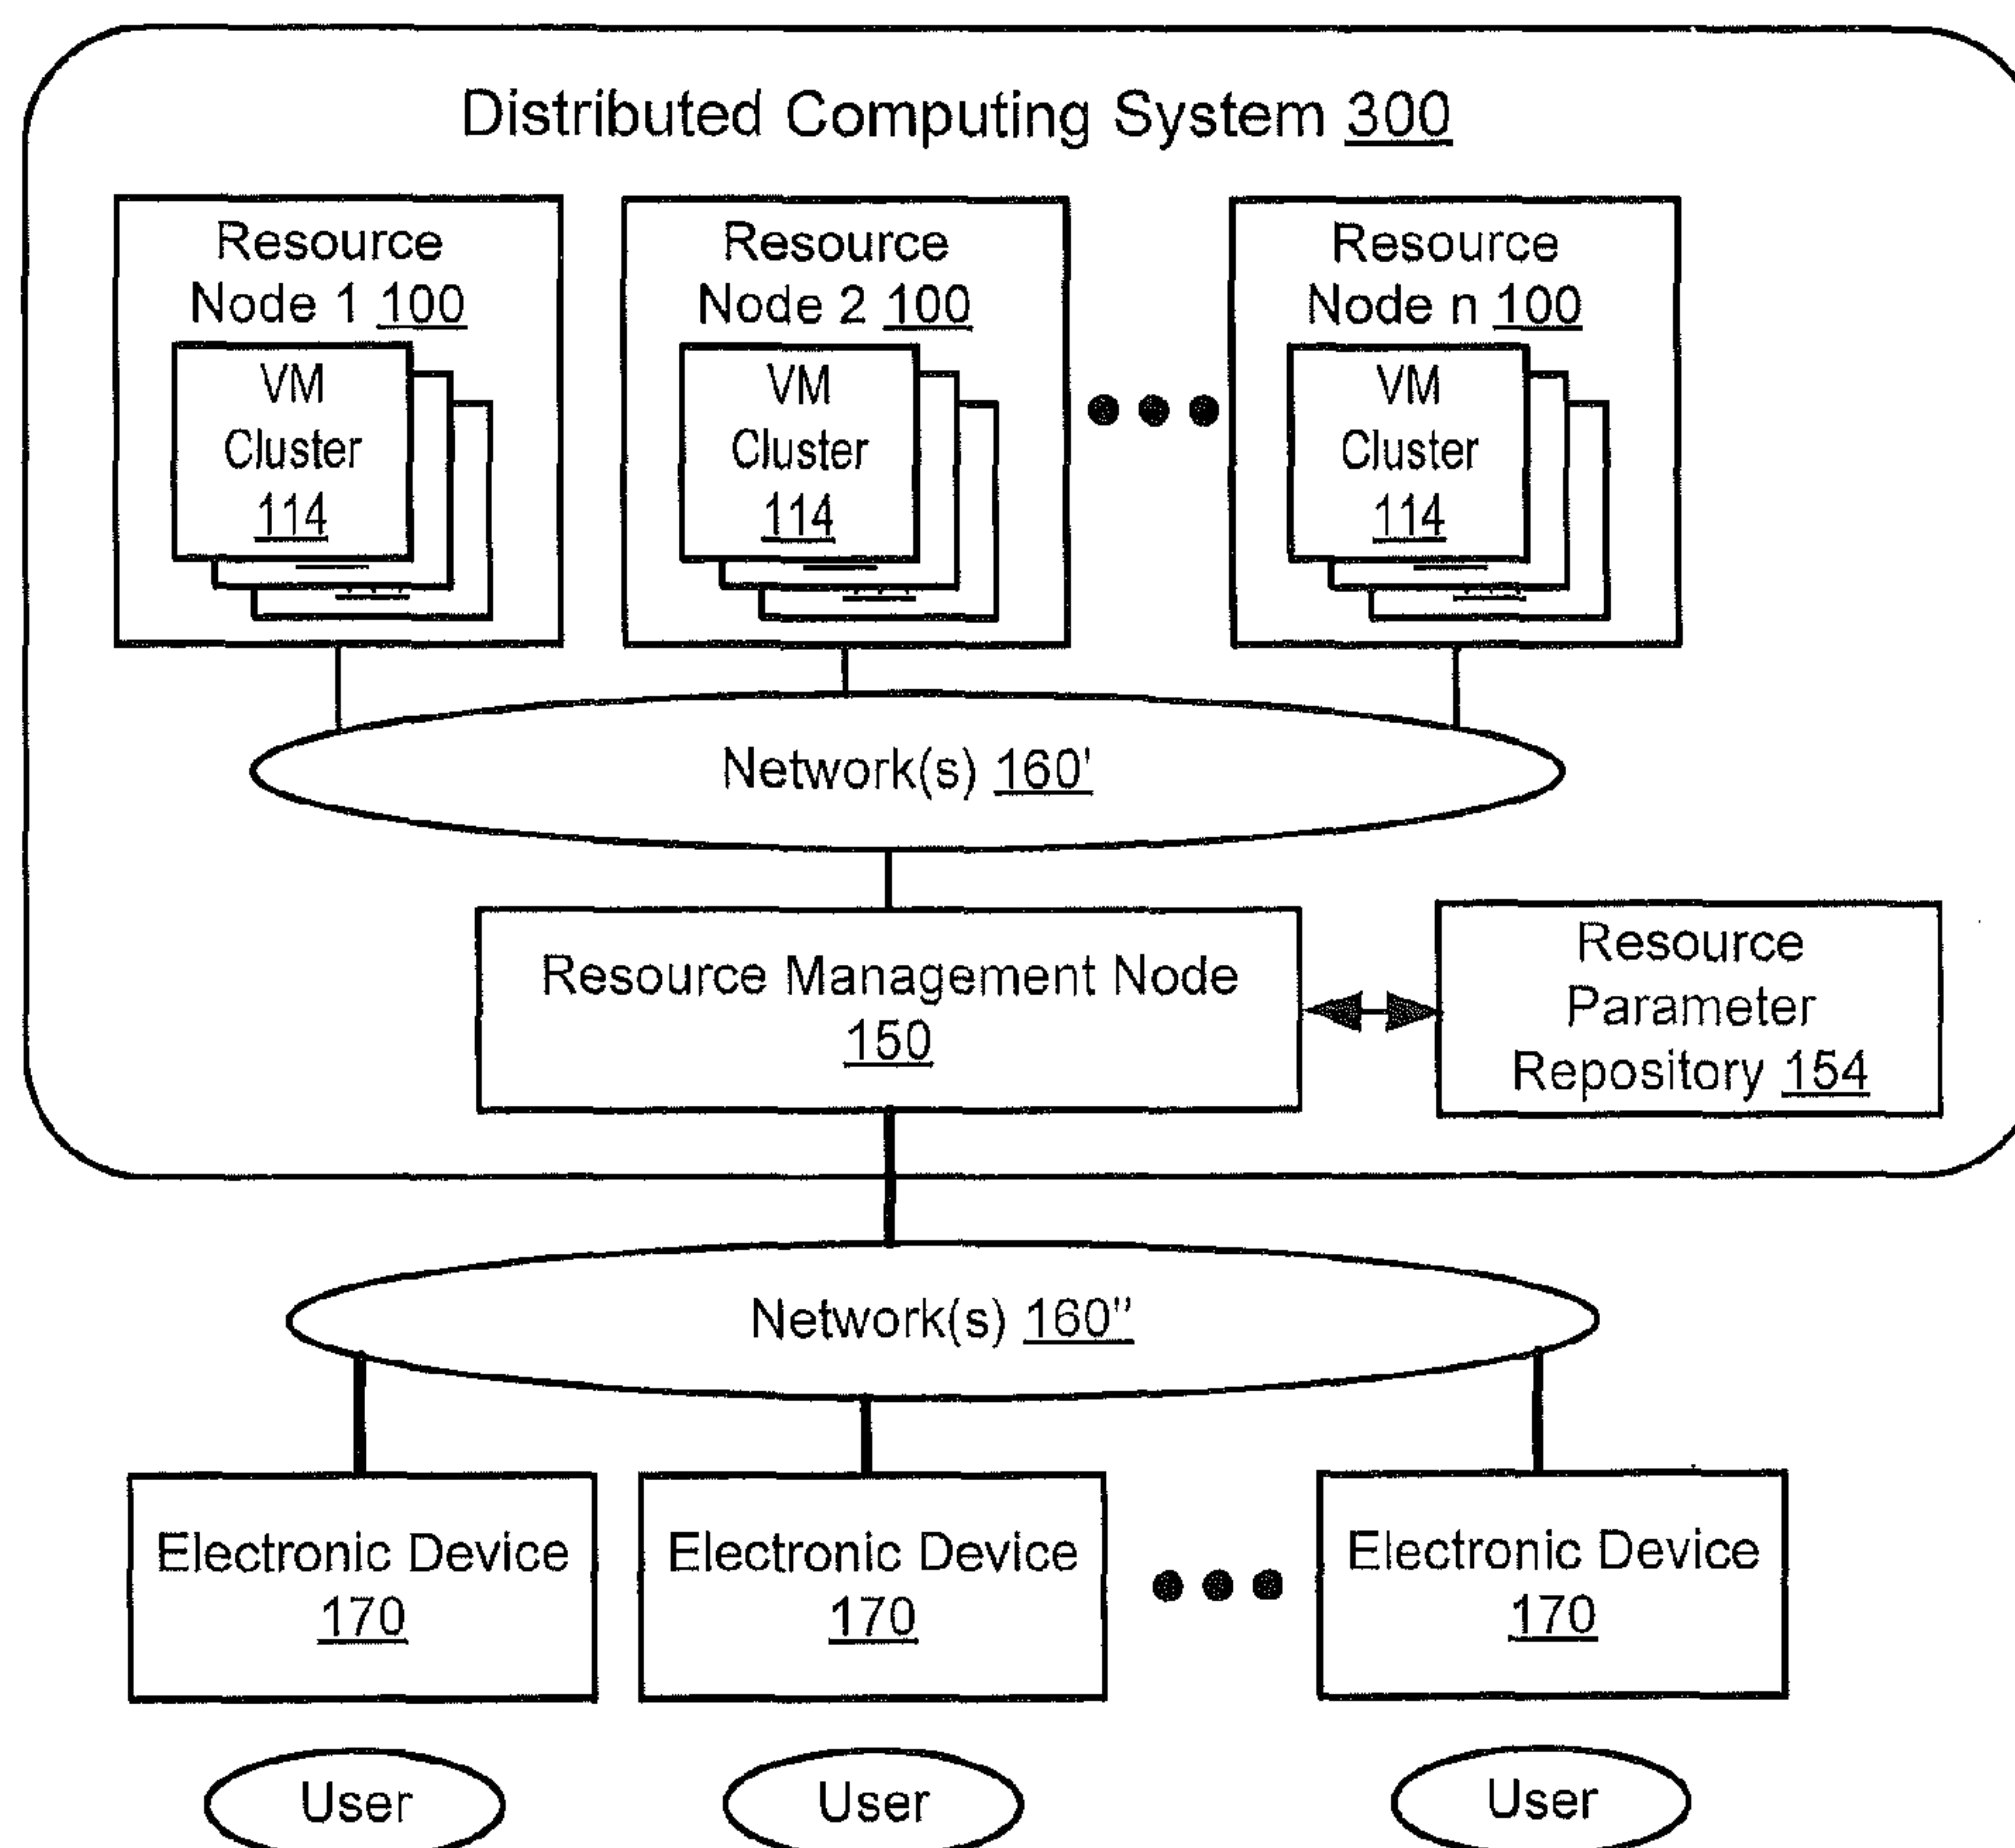 Distributed Computing System 300
Resource
Node 1 100
VM
Cluster
114
Resource
Node 2 100
VM
Cluster
114
Resource
Node n 100
VM
Cluster
114
Network(s) 160'
Resource Management Node
150
Resource
Parameter
Repository 154
Network(s) 160"
Electronic Device
170
Electronic Device
170
Electronic Device
170
User
User
User